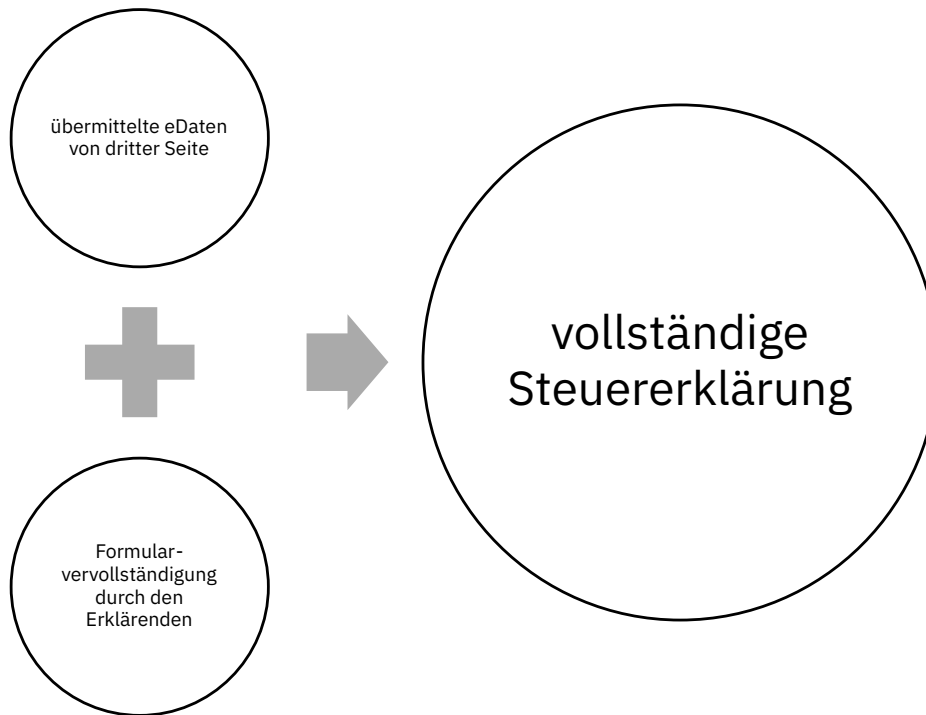 übermittelte eDaten
von dritter Seite
Formular-
vervollständigung
durch den
Erklärenden
vollständige
Steuererklärung